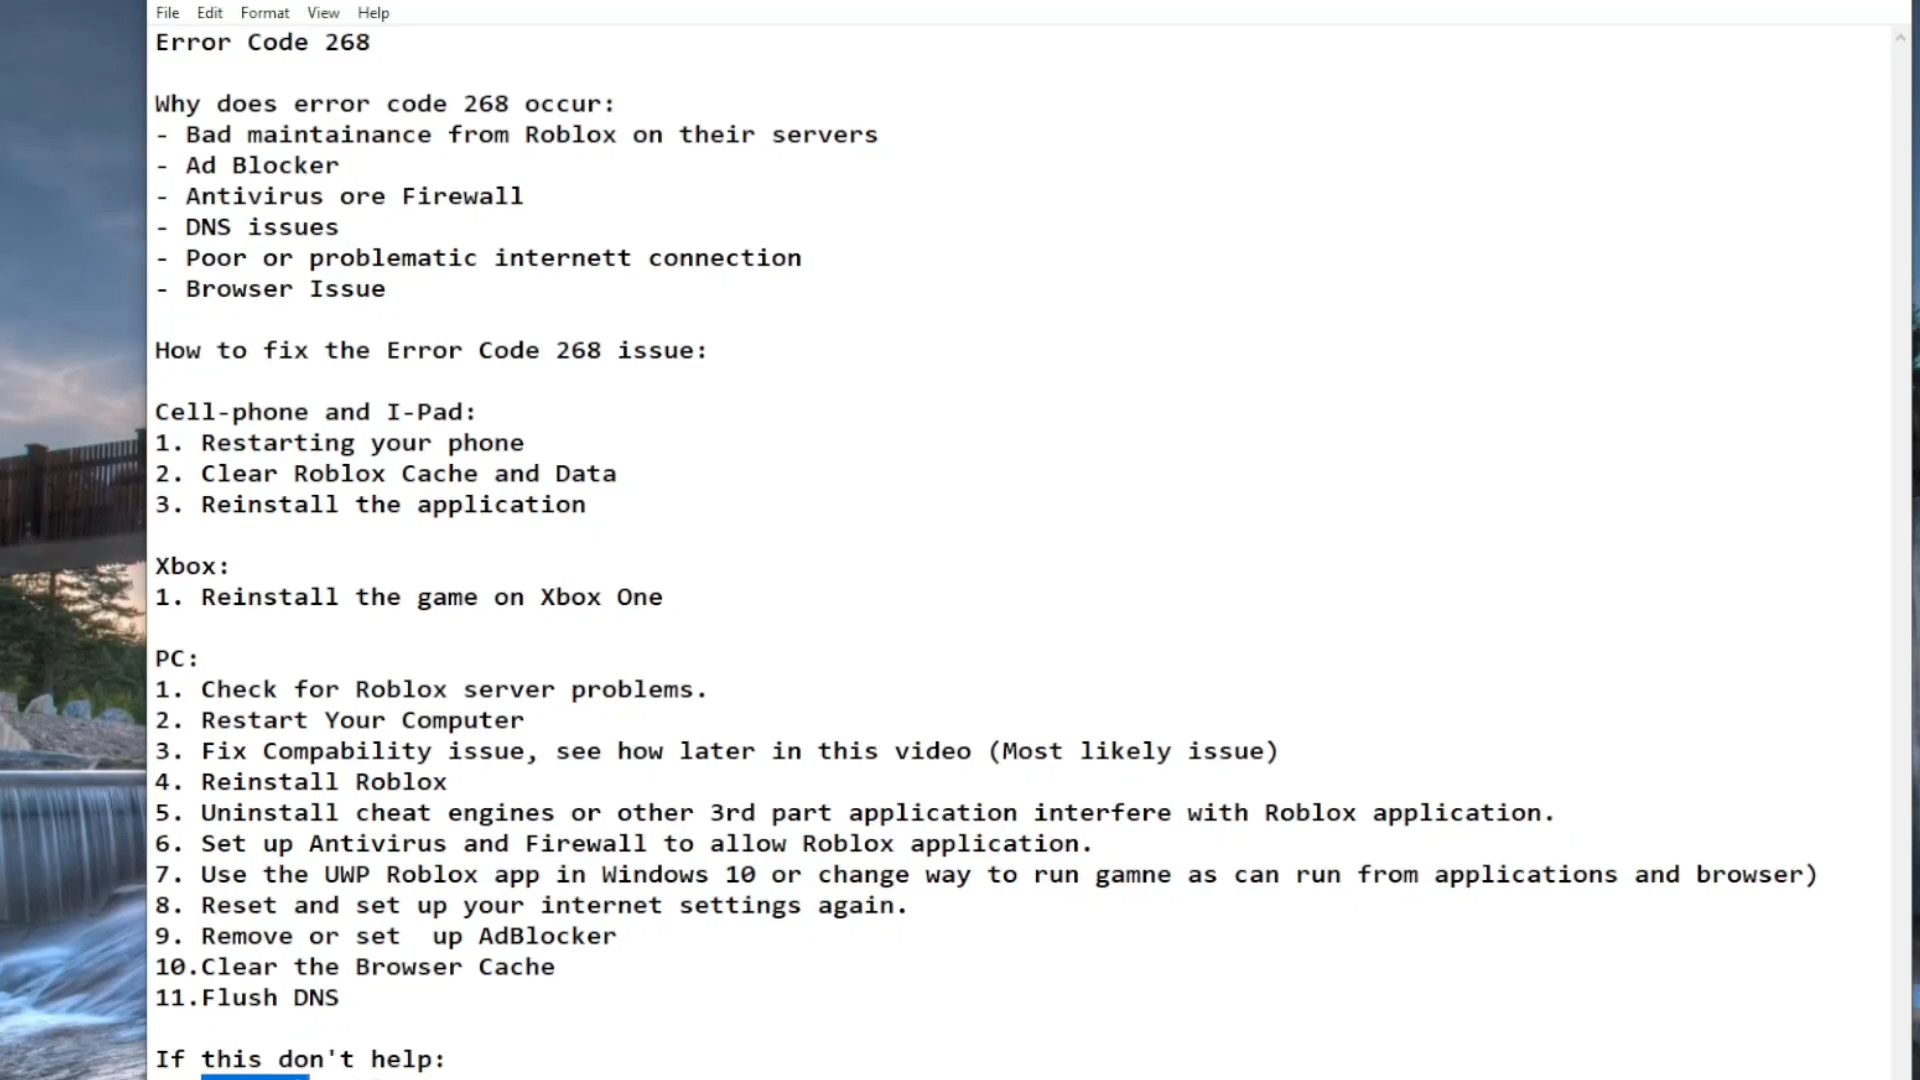 File Edit Format View Help
Error Code 268
Why does error code 268 occur:
- Bad maintainance from Roblox on their servers
- Ad Blocker
- Antivirus ore Firewall
- DNS issues
- Poor or problematic internett connection
- Browser Issue
How to fix the Error Code 268 issue:
Cell-phone and I-Pad:
1. Restarting your phone
2. Clear Roblox Cache and Data
3. Reinstall the application
Xbox:
1. Reinstall the game on Xbox One
PC:
1. Check for Roblox server problems.
2. Restart Your Computer
3. Fix Compability issue, see how later in this video (Most likely issue)
4. Reinstall Roblox
5. Uninstall cheat engines or other 3rd part application interfere with Roblox application.
6. Set up Antivirus and Firewall to allow Roblox application.
7. Use the UWP Roblox app in Windows 10 or change way to run gamne as can run from applications and browser)
8. Reset and set up your internet settings again.
9. Remove or set  up AdBlocker
10.Clear the Browser Cache
11.Flush DNS
If this don't help: